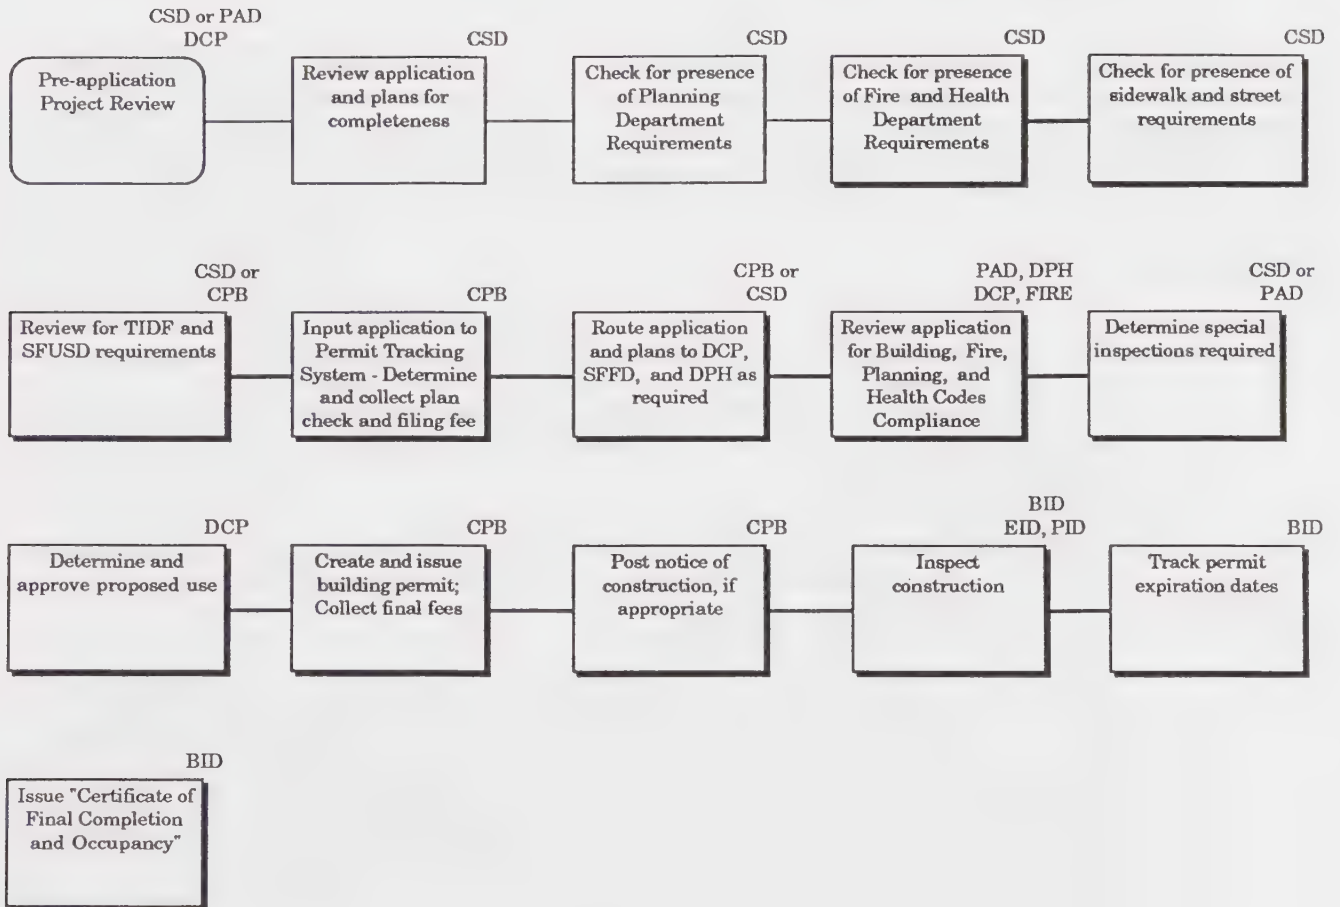 CSD or PAD
DCP
Pre-application
Project Review
CSD
Review application
and plans for
completeness
CSD
Check for presence
of Planning
Department
Requirements
CSD
Check for presence
of Fire and Health
Department
Requirements
CSD
Check for presence of
sidewalk and street
requirements
CSD or
CPB
Review for TIDF and
SFUSD requirements
CPB
Input application to
Permit Tracking
System - Determine
and collect plan
check and filing fee
CPB or
CSD
Route application
and plans to DCP,
SFFD, and DPH as
required
PAD, DPH
DCP, FIRE
Review application
for Building, Fire,
Planning, and
Health Codes
Compliance
CSD or
PAD
Determine special
inspections required
DCP
Determine and
approve proposed use
CPB
Create and issue
building permit;
Collect final fees
CPB
Post notice of
construction, if
appropriate
BID
EID, PID
Inspect
construction
BID
Track permit
expiration dates
BID
Issue "Certificate of
Final Completion
and Occupancy"